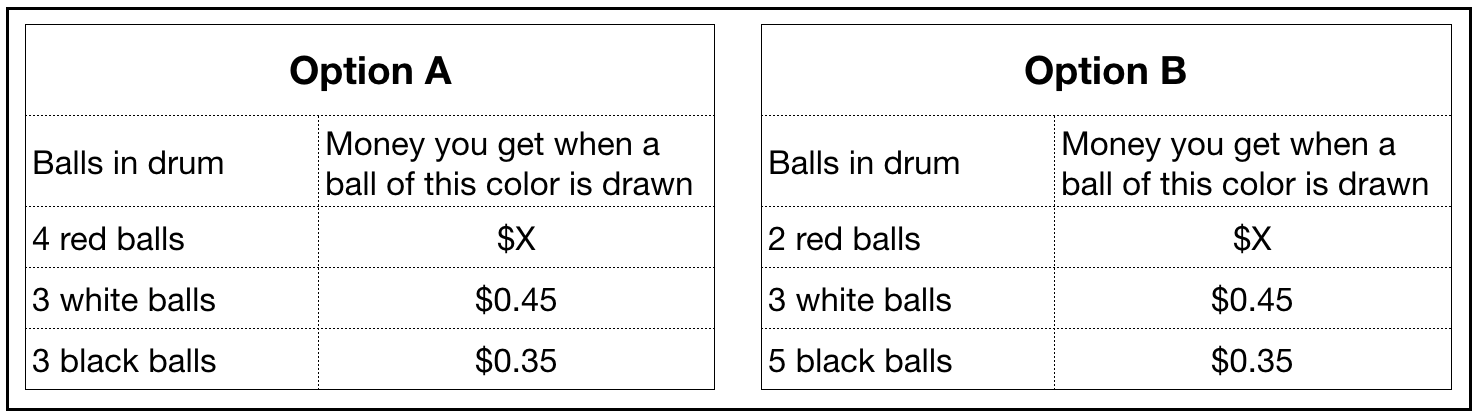 Option A
Balls in drum
Money you get when a
ball of this color is drawn
4 red balls
$X
3 white balls
$0.45
3 black balls
$0.35
Option B
Balls in drum
Money you get when a
ball of this color is drawn
2 red balls
$X
3 white balls
$0.45
5 black balls
$0.35